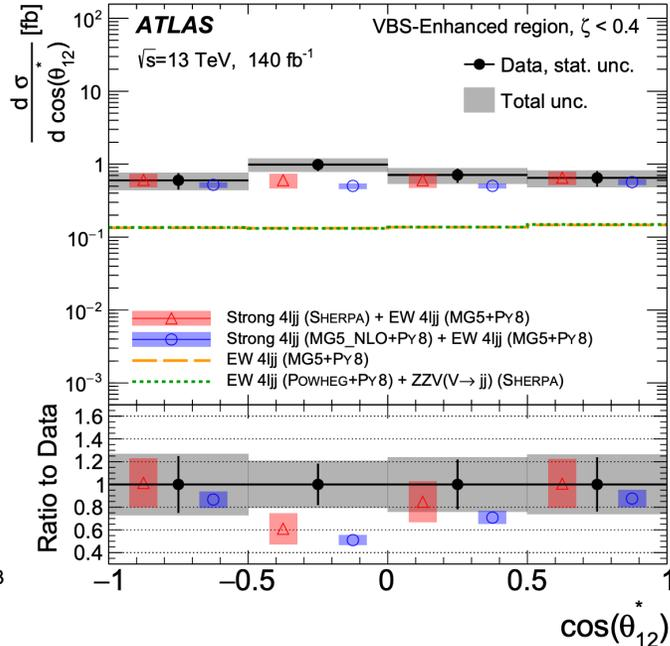 d σ
d cos(θ*12) [fb]
ATLAS
VBS-Enhanced region, ζ < 0.4
√s=13 TeV, 140 fb⁻¹
Data, stat. unc.
Total unc.
10²
10
1
10⁻¹
10⁻²
10⁻³
Strong 4ljj (SHERPA) + EW 4ljj (MG5+PY8)
Strong 4ljj (MG5_NLO+PY8) + EW 4ljj (MG5+PY8)
EW 4ljj (MG5+PY8)
EW 4ljj (POWHEG+PY8) + ZZV(V→ jj) (SHERPA)
Ratio to Data
1.6
1.4
1.2
1
0.8
0.6
0.4
−1 −0.5 0 0.5 1
cos(θ*12)